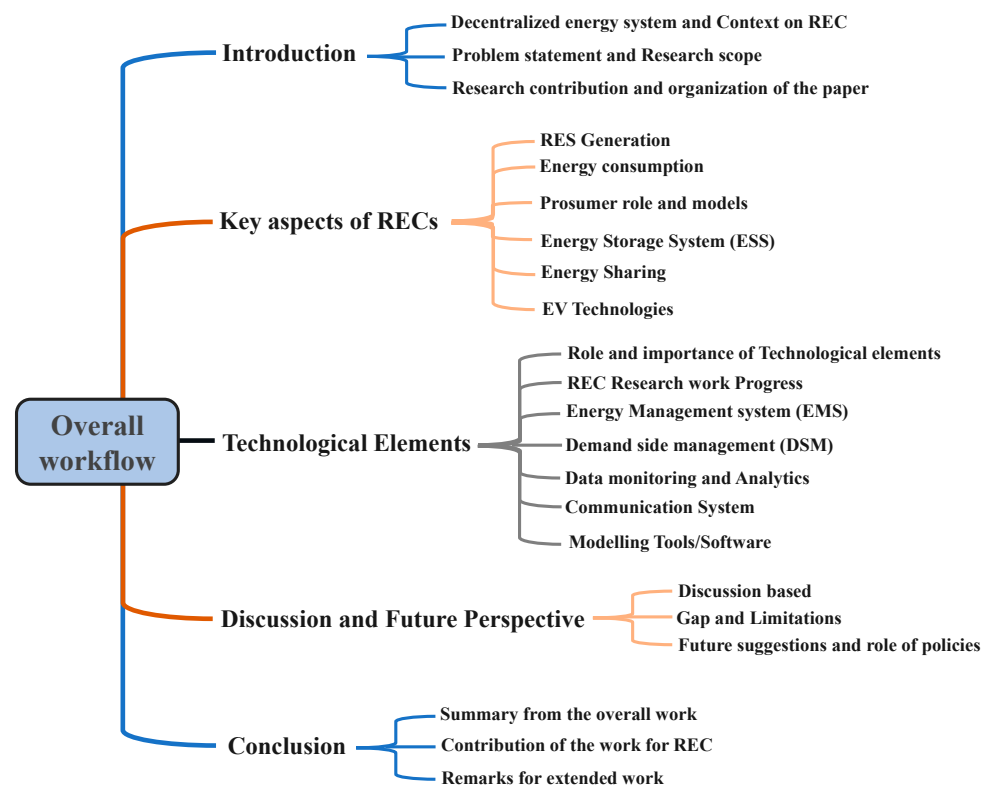 Introduction
Decentralized energy system and Context on REC
Problem statement and Research scope
Research contribution and organization of the paper
Key aspects of RECs
RES Generation
Energy consumption
Prosumer role and models
Energy Storage System (ESS)
Energy Sharing
EV Technologies
Overall
workflow
Technological Elements
Role and importance of Technological elements
REC Research work Progress
Energy Management system (EMS)
Demand side management (DSM)
Data monitoring and Analytics
Communication System
Modelling Tools/Software
Discussion and Future Perspective
Discussion based
Gap and Limitations
Future suggestions and role of policies
Conclusion
Summary from the overall work
Contribution of the work for REC
Remarks for extended work